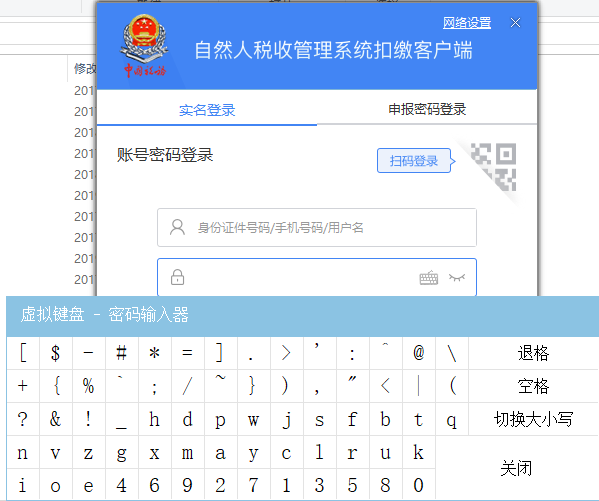 网络设置
中国税务
自然人税收管理系统扣缴客户端
实名登录
申报密码登录
修改
201
201
201
201
201
201
201
201
201
201
账号密码登录
扫码登录
身份证件号码/手机号码/用户名
虚拟键盘 - 密码输入器
[ $ - # * = ] . > ' : ^ @ \ 退格
+ { % ` ; / ~ } ) , " < | ( 空格
? & ! _ h d p w j s f b t q 切换大小写
n v z g x m a y c l r u k
关闭
i o e 4 6 9 2 7 1 3 5 8 0